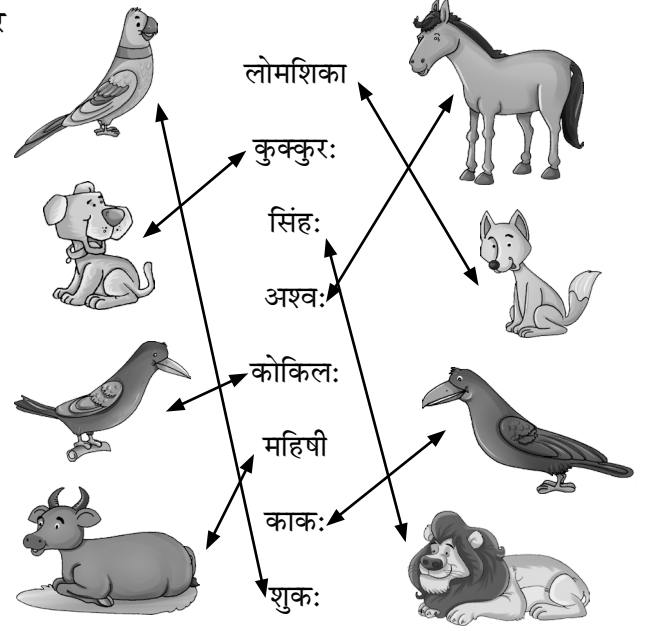 र
लोमशिका
कुक्कुरः
सिंहः
अश्वः
कोकिलः
महिषी
काकः
शुकः